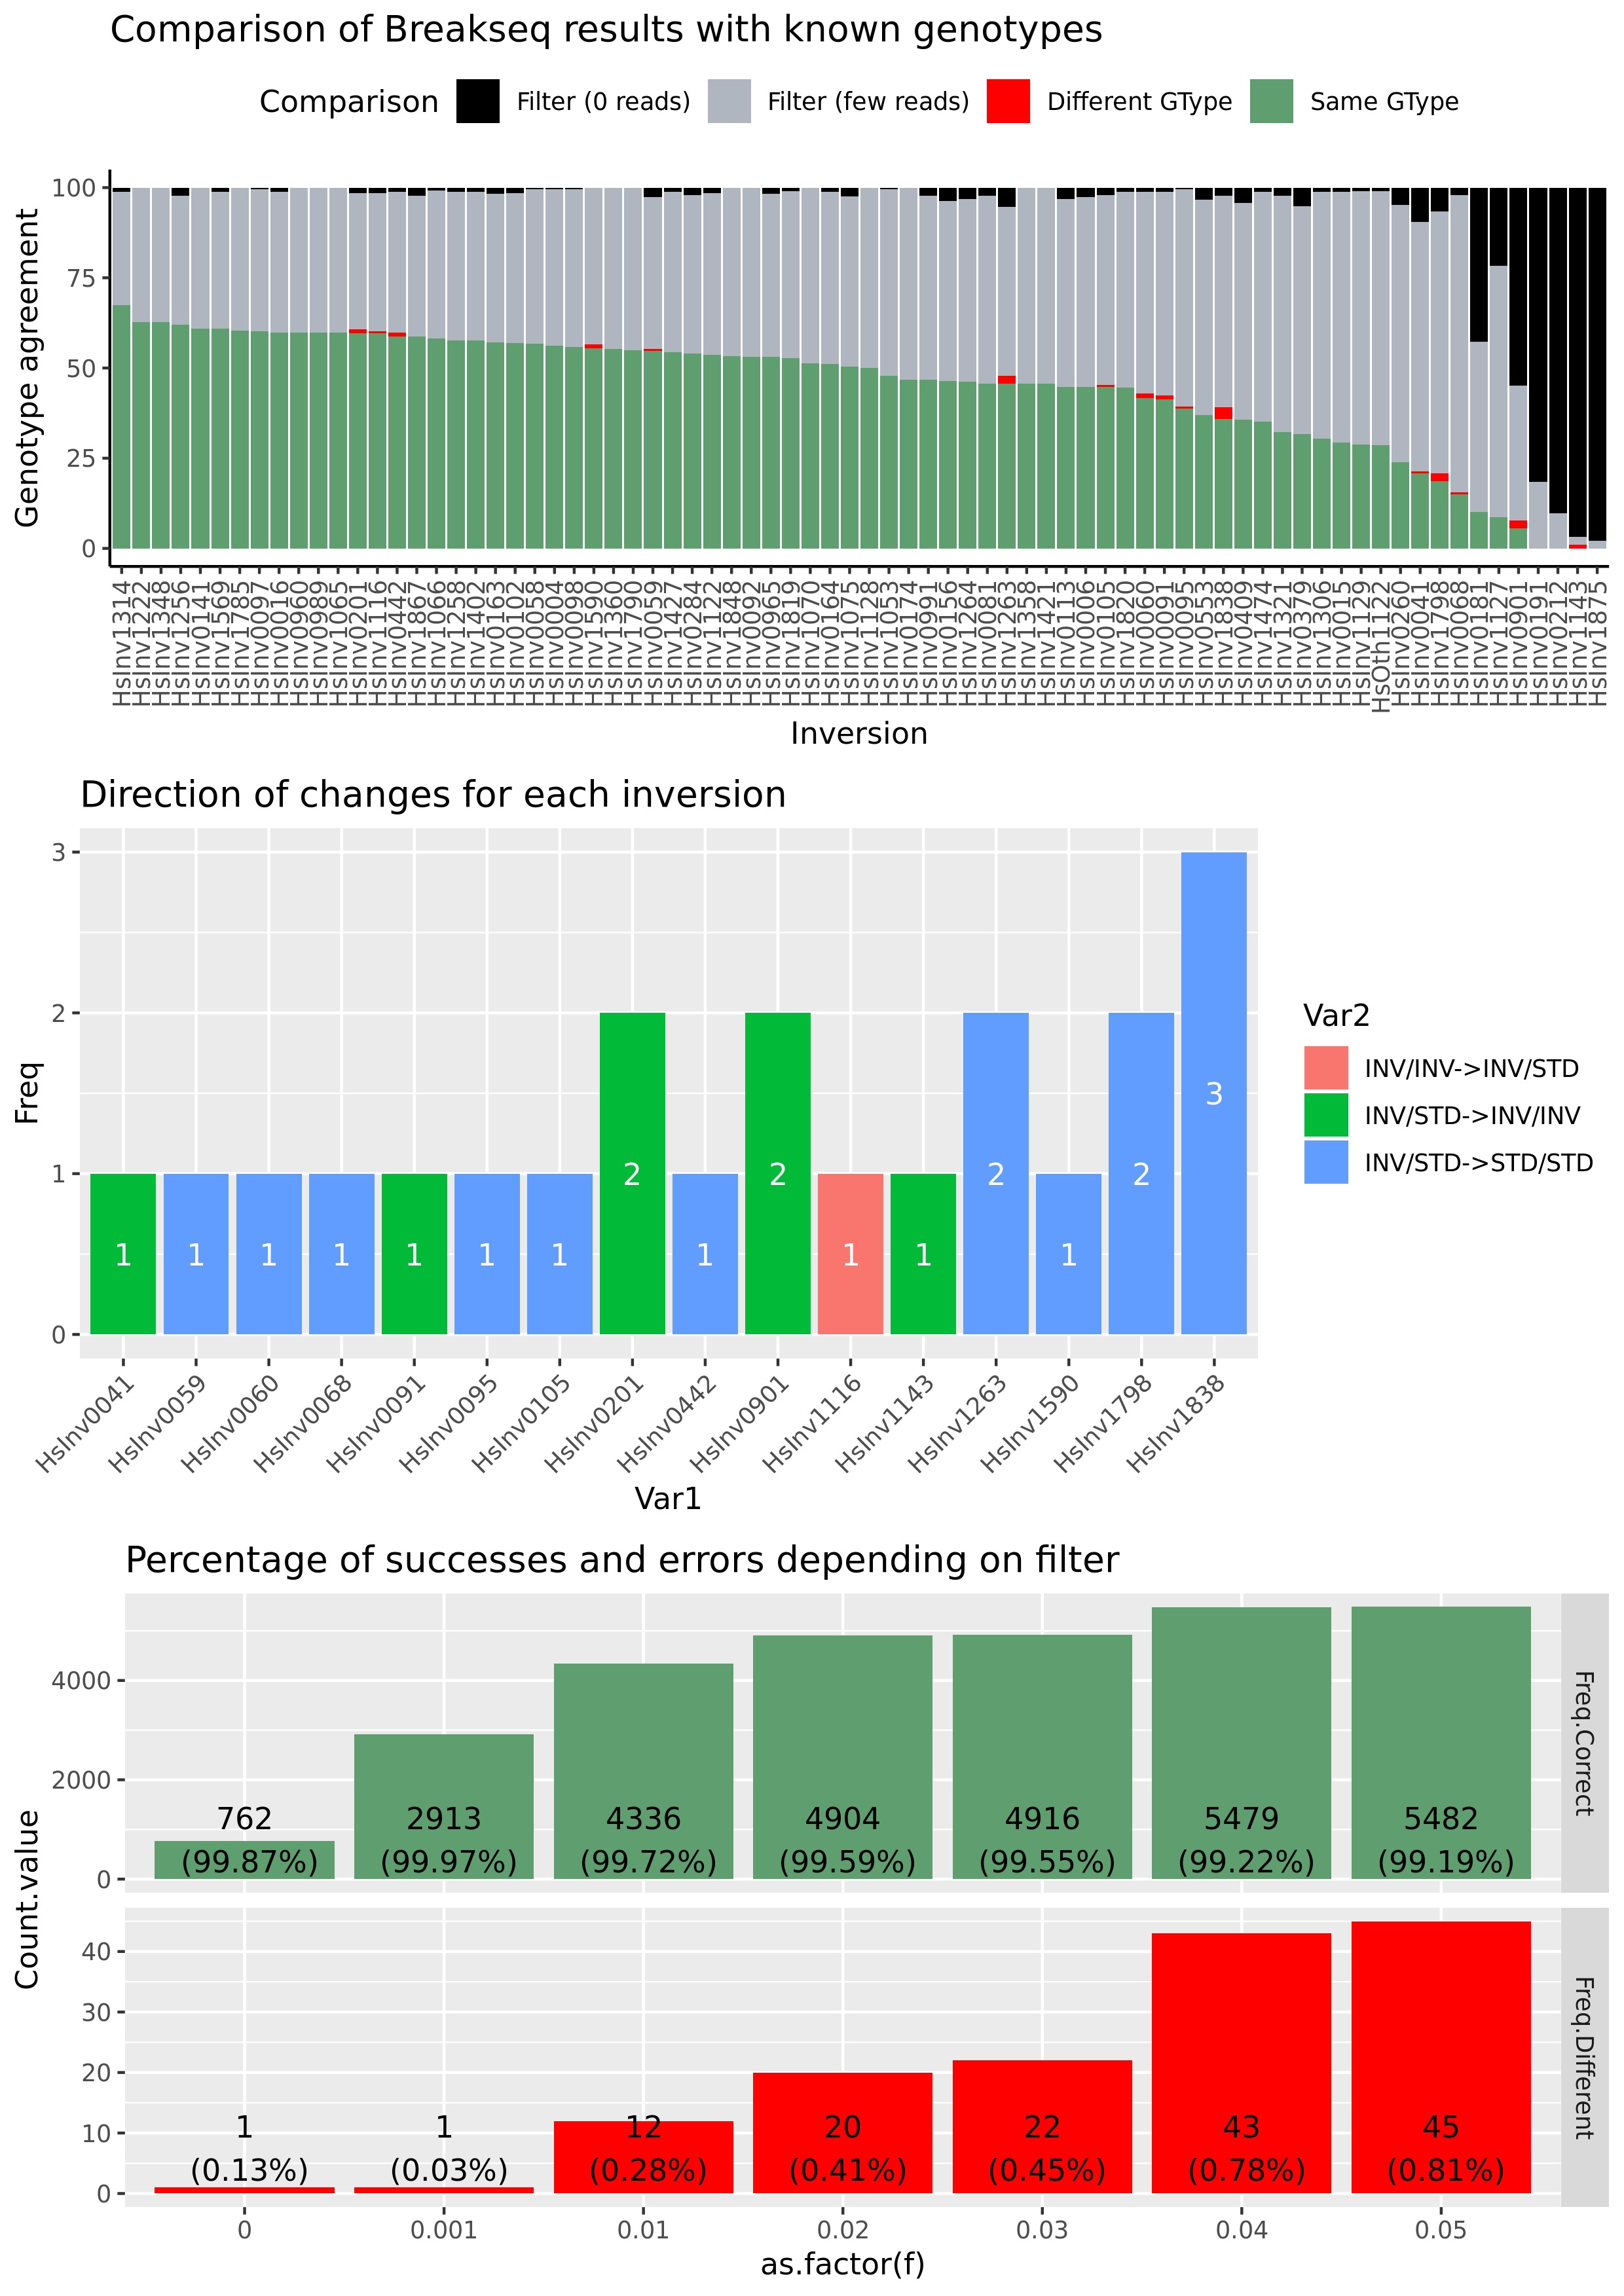 Comparison of Breakseq results with known genotypes
Comparison Filter (0 reads) Filter (few reads) Different GType Same GType
Genotype agreement
100
75
50
25
0
HsInv1314
HsInv1222
HsInv1348
HsInv1256
HsInv0141
HsInv1569
HsInv1785
HsInv0097
HsInv0016
HsInv0960
HsInv0989
HsInv1065
HsInv0201
HsInv1116
HsInv0442
HsInv1867
HsInv1066
HsInv1258
HsInv1402
HsInv0163
HsInv0102
HsInv0058
HsInv0004
HsInv0098
HsInv1590
HsInv1360
HsInv1790
HsInv0059
HsInv1427
HsInv0284
HsInv1122
HsInv1848
HsInv0092
HsInv0965
HsInv1819
HsInv1070
HsInv0164
HsInv1075
HsInv1128
HsInv1053
HsInv0174
HsInv0991
HsInv1264
HsInv0081
HsInv1263
HsInv1358
HsInv1421
HsInv0113
HsInv0006
HsInv0105
HsInv1820
HsInv0060
HsInv0091
HsInv0095
HsInv0553
HsInv1838
HsInv0409
HsInv1474
HsInv1321
HsInv0379
HsInv1306
HsInv0015
HsInv1129
HsOth1122
HsInv0260
HsInv0041
HsInv1798
HsInv0068
HsInv0181
HsInv1127
HsInv0901
HsInv0191
HsInv0212
HsInv1143
HsInv1875
Inversion
Direction of changes for each inversion
Freq
3
2
1
0
1 1 1 1 1 1 1 2 1 2 1 1 2 1 2 3
HsInv0041
HsInv0059
HsInv0060
HsInv0068
HsInv0091
HsInv0095
HsInv0105
HsInv0201
HsInv0442
HsInv0901
HsInv1116
HsInv1143
HsInv1263
HsInv1590
HsInv1798
HsInv1838
Var1
Var2
INV/INV->INV/STD
INV/STD->INV/INV
INV/STD->STD/STD
Percentage of successes and errors depending on filter
Count.value
4000
2000
0
762 2913 4336 4904 4916 5479 5482
(99.87%) (99.97%) (99.72%) (99.59%) (99.55%) (99.22%) (99.19%)
Freq.Correct
40
30
20
10
0
1 1 12 20 22 43 45
(0.13%) (0.03%) (0.28%) (0.41%) (0.45%) (0.78%) (0.81%)
Freq.Different
0 0.001 0.01 0.02 0.03 0.04 0.05
as.factor(f)